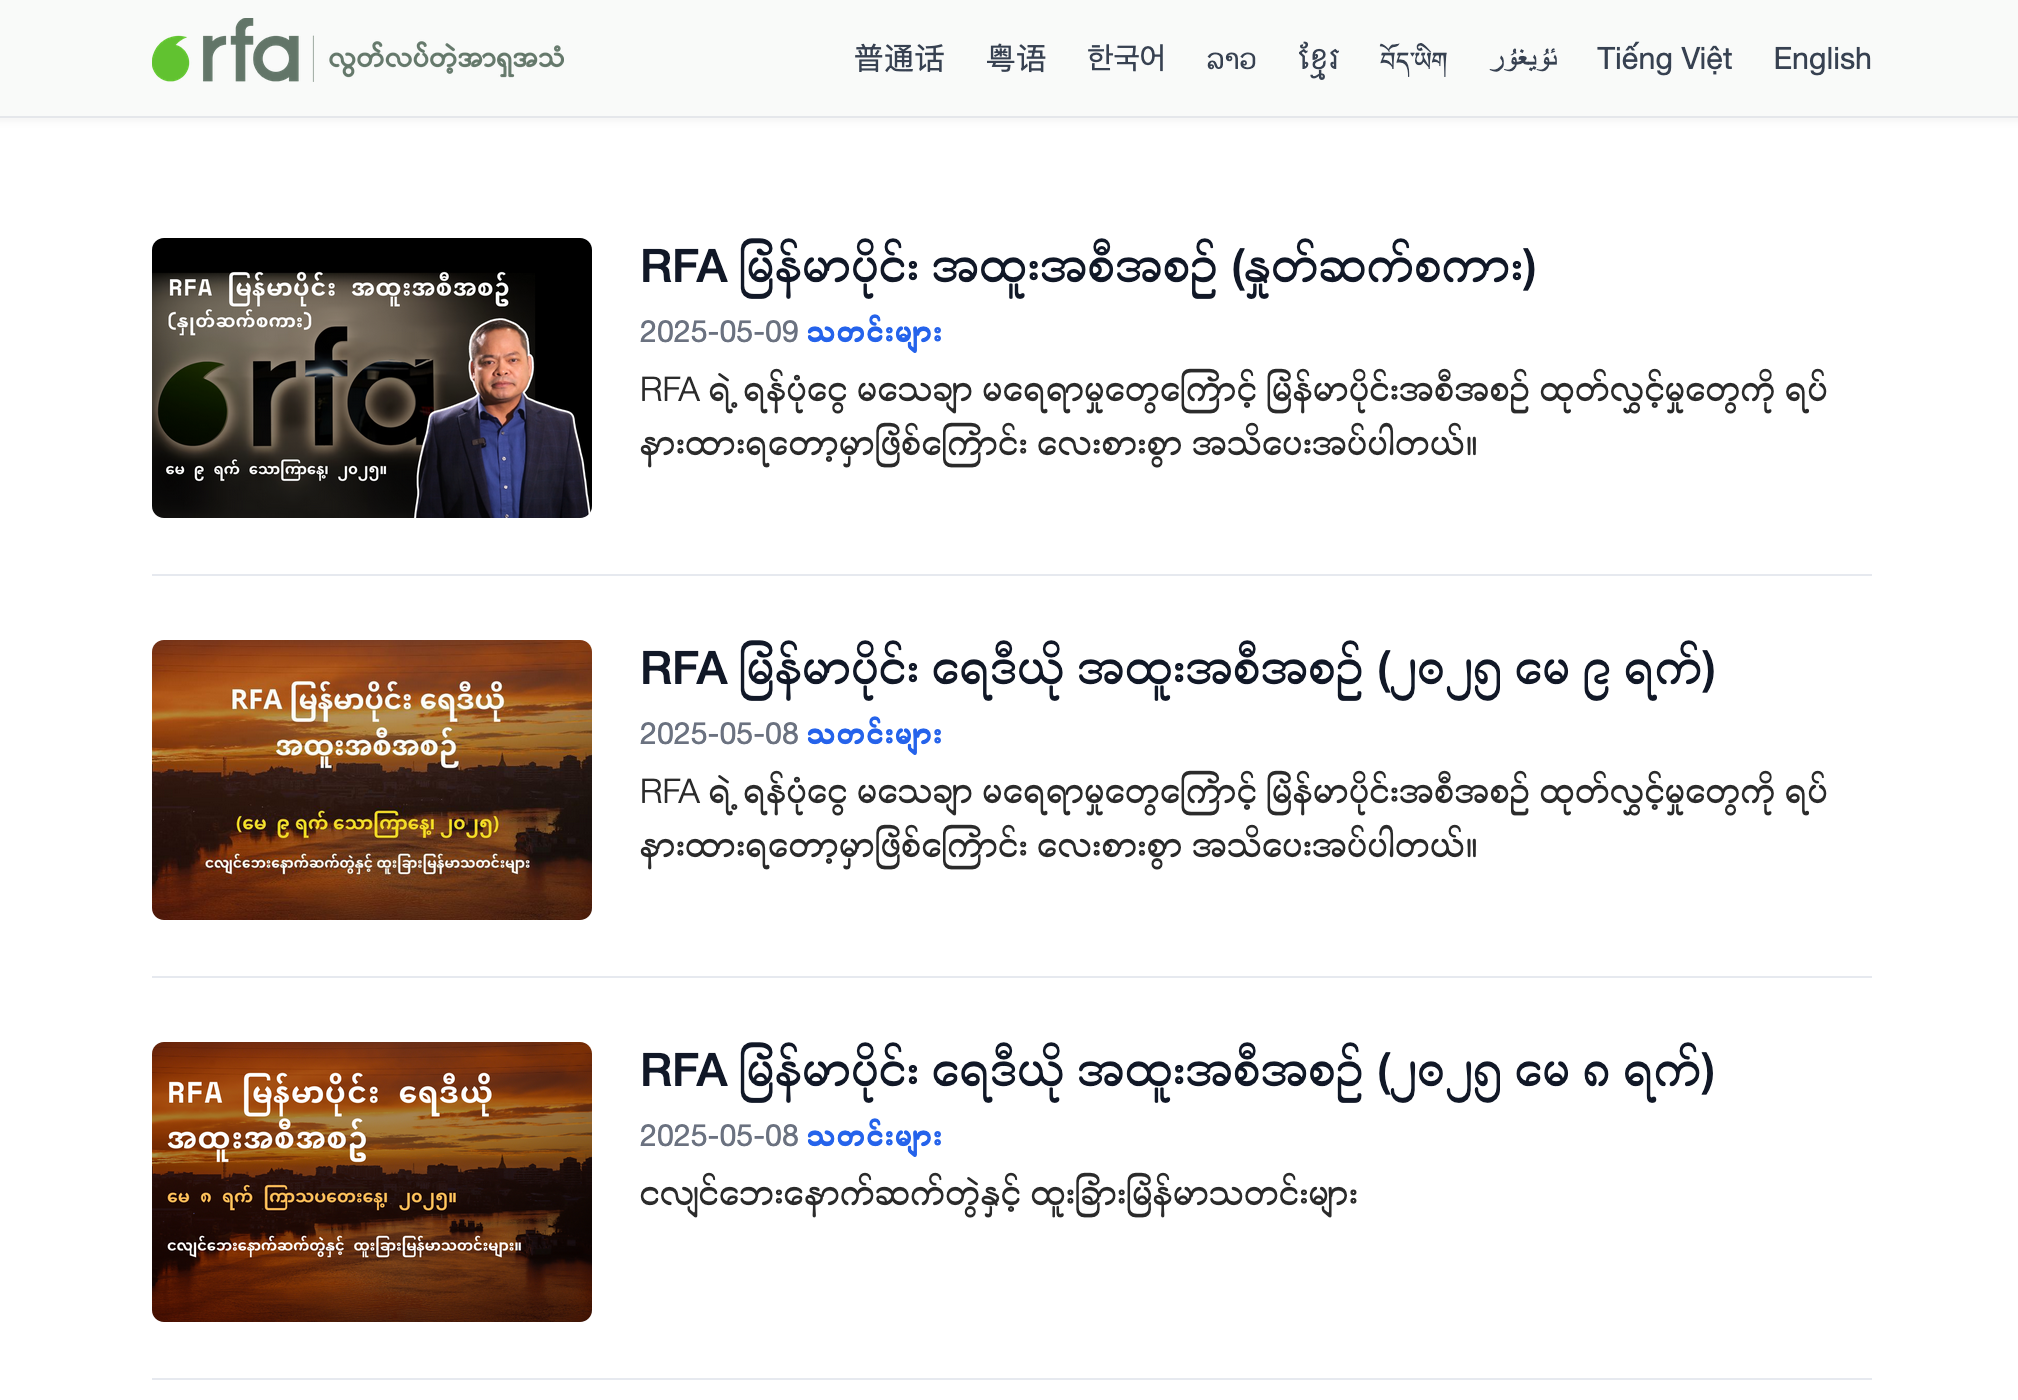 rfa လွတ်လပ်တဲ့အာရှအသံ
普通话 粤语 한국어 ລາວ ខ្មែរ བོད་ཡིག ئۇيغۇر Tiếng Việt English
RFA မြန်မာပိုင်း အထူးအစီအစဉ်
(နှုတ်ဆက်စကား)
rfa
မေ ၉ ရက် သောကြာနေ့၊ ၂၀၂၅။
RFA မြန်မာပိုင်း အထူးအစီအစဉ် (နှုတ်ဆက်စကား)
2025-05-09 သတင်းများ
RFA ရဲ့ ရန်ပုံငွေ မသေချာ မရေရာမှုတွေကြောင့် မြန်မာပိုင်းအစီအစဉ် ထုတ်လွှင့်မှုတွေကို ရပ်
နားထားရတော့မှာဖြစ်ကြောင်း လေးစားစွာ အသိပေးအပ်ပါတယ်။
RFA မြန်မာပိုင်း ရေဒီယို
အထူးအစီအစဉ်
(မေ ၉ ရက် သောကြာနေ့၊ ၂၀၂၅)
ငလျင်ဘေးနောက်ဆက်တွဲနှင့် ထူးခြားမြန်မာသတင်းများ
RFA မြန်မာပိုင်း ရေဒီယို အထူးအစီအစဉ် (၂၀၂၅ မေ ၉ ရက်)
2025-05-08 သတင်းများ
RFA ရဲ့ ရန်ပုံငွေ မသေချာ မရေရာမှုတွေကြောင့် မြန်မာပိုင်းအစီအစဉ် ထုတ်လွှင့်မှုတွေကို ရပ်
နားထားရတော့မှာဖြစ်ကြောင်း လေးစားစွာ အသိပေးအပ်ပါတယ်။
RFA မြန်မာပိုင်း ရေဒီယို
အထူးအစီအစဉ်
မေ ၈ ရက် ကြာသပတေးနေ့၊ ၂၀၂၅။
ငလျင်ဘေးနောက်ဆက်တွဲနှင့် ထူးခြားမြန်မာသတင်းများ။
RFA မြန်မာပိုင်း ရေဒီယို အထူးအစီအစဉ် (၂၀၂၅ မေ ၈ ရက်)
2025-05-08 သတင်းများ
ငလျင်ဘေးနောက်ဆက်တွဲနှင့် ထူးခြားမြန်မာသတင်းများ